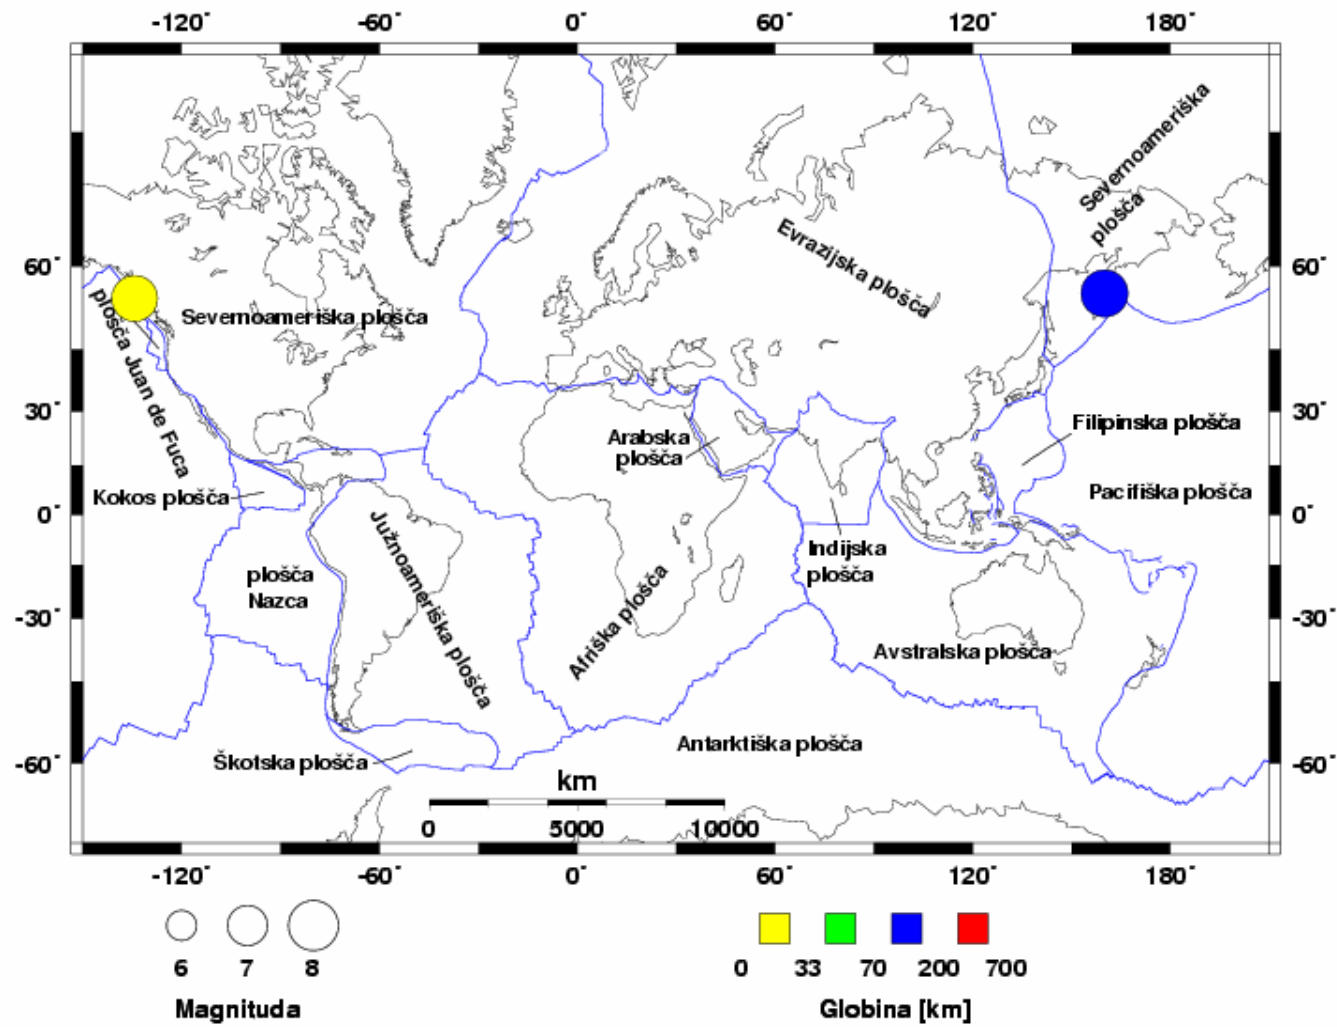 -120° -60° 0° 60° 120° 180°
Severnoameriška
plošča
Evrazijska plošča
60° 60°
plošča Juan de Fuca
Severnoameriška plošča
30° 30°
Arabska
plošča
Filipinska plošča
Kokos plošča
Pacifiška plošča
0° 0°
Južnoameriška plošča
Indijska
plošča
plošča
Nazca
Afriška plošča
-30° -30°
Avstralska plošča
Antarktiška plošča
Škotska plošča
-60° -60°
km
0 5000 10000
-120° -60° 0° 60° 120° 180°
6 7 8
0 33 70 200 700
Magnituda
Globina [km]